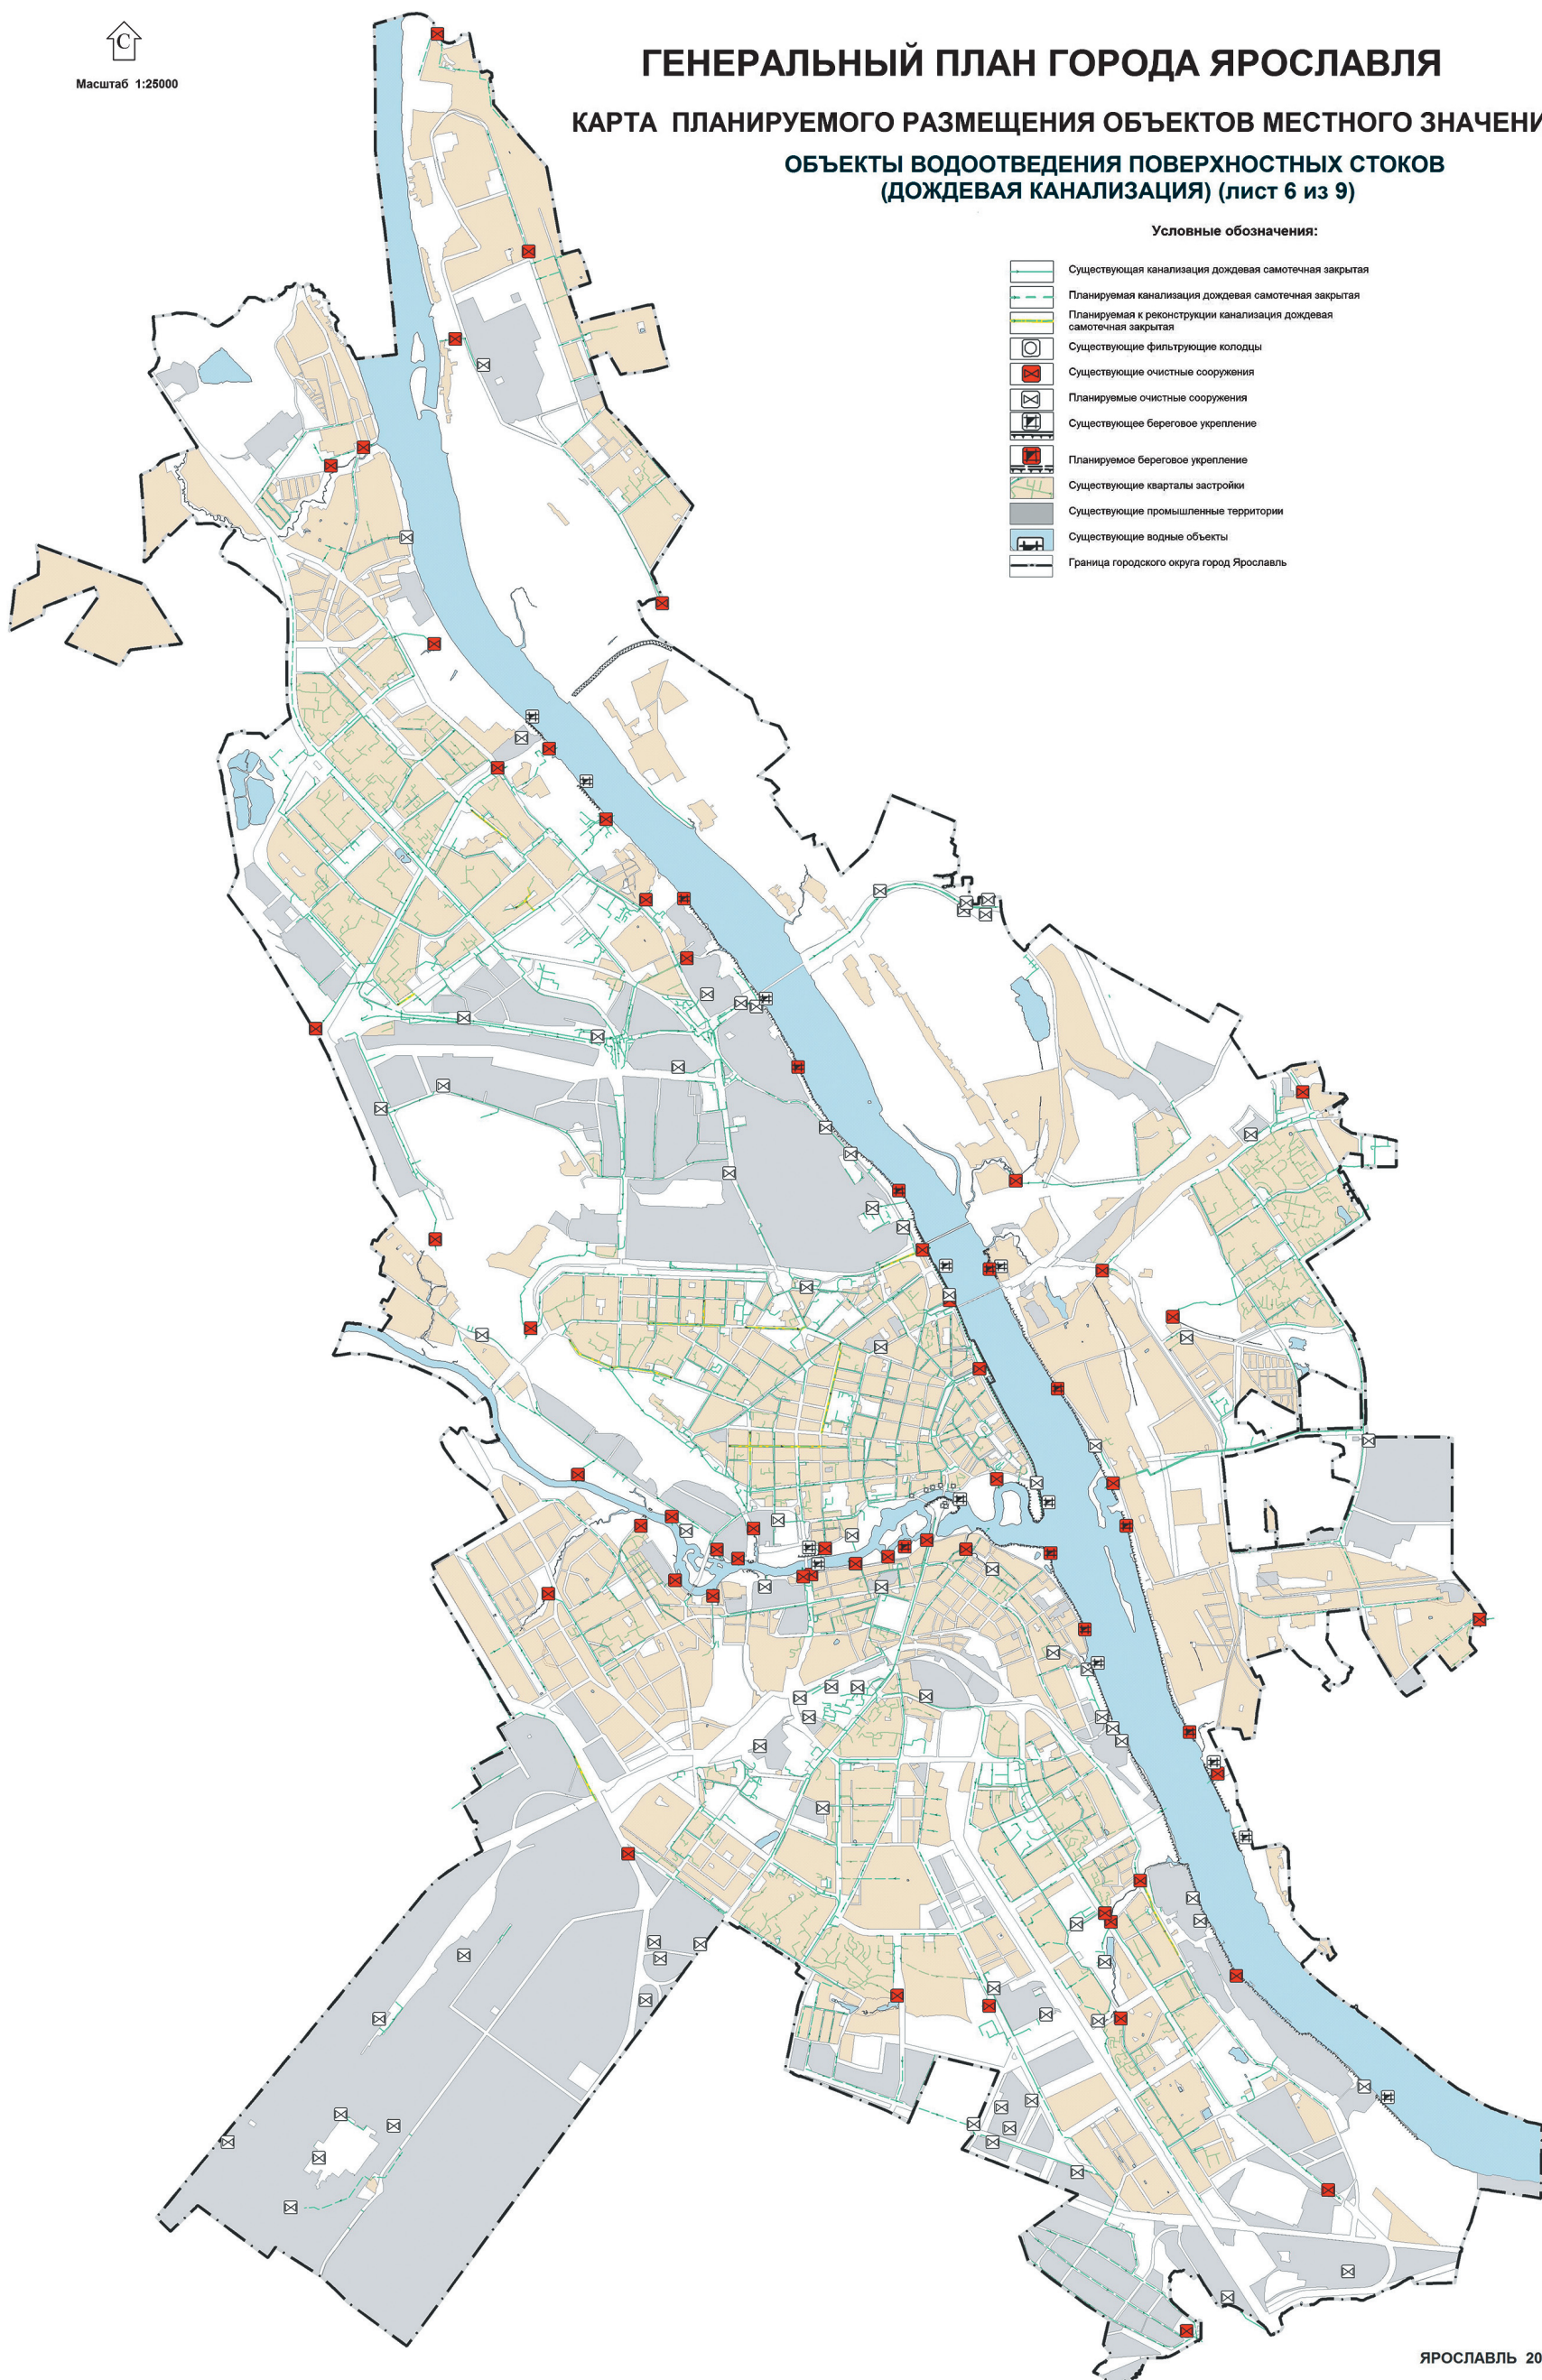 С
Масштаб 1:25000
ГЕНЕРАЛЬНЫЙ ПЛАН ГОРОДА ЯРОСЛАВЛЯ
КАРТА ПЛАНИРУЕМОГО РАЗМЕЩЕНИЯ ОБЪЕКТОВ МЕСТНОГО ЗНАЧЕНИ
ОБЪЕКТЫ ВОДООТВЕДЕНИЯ ПОВЕРХНОСТНЫХ СТОКОВ
(ДОЖДЕВАЯ КАНАЛИЗАЦИЯ) (лист 6 из 9)
Условные обозначения:
Существующая канализация дождевая самотечная закрытая
Планируемая канализация дождевая самотечная закрытая
Планируемая к реконструкции канализация дождевая
самотечная закрытая
Существующие фильтрующие колодцы
Существующие очистные сооружения
Планируемые очистные сооружения
Существующее береговое укрепление
Планируемое береговое укрепление
Существующие кварталы застройки
Существующие промышленные территории
Существующие водные объекты
Граница городского округа город Ярославль
ЯРОСЛАВЛЬ 20